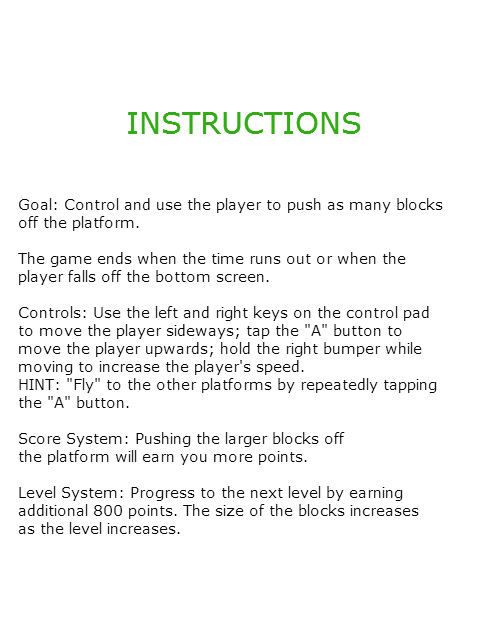 INSTRUCTIONS
Goal: Control and use the player to push as many blocks
off the platform.
The game ends when the time runs out or when the
player falls off the bottom screen.
Controls: Use the left and right keys on the control pad
to move the player sideways; tap the "A" button to
move the player upwards; hold the right bumper while
moving to increase the player's speed.
HINT: "Fly" to the other platforms by repeatedly tapping
the "A" button.
Score System: Pushing the larger blocks off
the platform will earn you more points.
Level System: Progress to the next level by earning
additional 800 points. The size of the blocks increases
as the level increases.